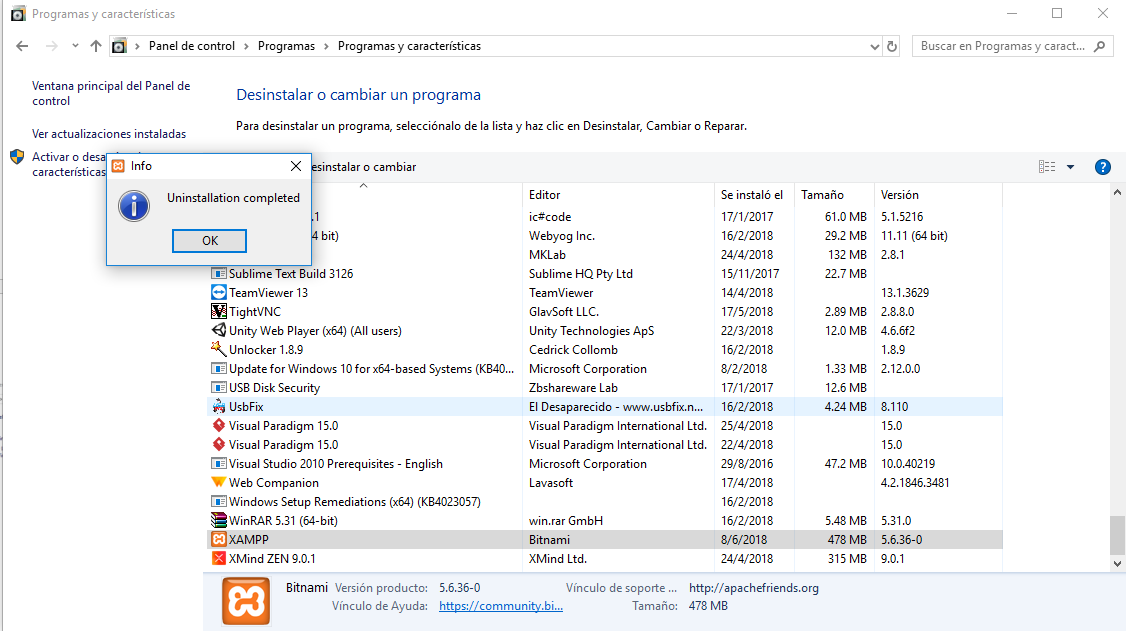 Programas y características
Panel de control > Programas > Programas y características
Buscar en Programas y caract...
Ventana principal del Panel de
control
Ver actualizaciones instaladas
Activar o desa
características
Desinstalar o cambiar un programa
Para desinstalar un programa, selecciónalo de la lista y haz clic en Desinstalar, Cambiar o Reparar.
esinstalar o cambiar
Info
Uninstallation completed
OK
Editor Se instaló el Tamaño Versión
.1 ic#code 17/1/2017 61.0 MB 5.1.5216
4 bit) Webyog Inc. 16/2/2018 29.2 MB 11.11 (64 bit)
MKLab 24/4/2018 132 MB 2.8.1
Sublime Text Build 3126 Sublime HQ Pty Ltd 15/11/2017 22.7 MB
TeamViewer 13 TeamViewer 14/4/2018 13.1.3629
TightVNC GlavSoft LLC. 17/5/2018 2.89 MB 2.8.8.0
Unity Web Player (x64) (All users) Unity Technologies ApS 22/3/2018 12.0 MB 4.6.6f2
Unlocker 1.8.9 Cedrick Collomb 16/2/2018 1.8.9
Update for Windows 10 for x64-based Systems (KB40... Microsoft Corporation 8/2/2018 1.33 MB 2.12.0.0
USB Disk Security Zbshareware Lab 17/1/2017 12.6 MB
UsbFix El Desaparecido - www.usbfix.n... 16/2/2018 4.24 MB 8.110
Visual Paradigm 15.0 Visual Paradigm International Ltd. 25/4/2018 15.0
Visual Paradigm 15.0 Visual Paradigm International Ltd. 22/4/2018 15.0
Visual Studio 2010 Prerequisites - English Microsoft Corporation 29/8/2016 47.2 MB 10.0.40219
Web Companion Lavasoft 17/4/2018 4.2.1846.3481
Windows Setup Remediations (x64) (KB4023057) 16/2/2018
WinRAR 5.31 (64-bit) win.rar GmbH 16/2/2018 5.48 MB 5.31.0
XAMPP Bitnami 8/6/2018 478 MB 5.6.36-0
XMind ZEN 9.0.1 XMind Ltd. 24/4/2018 315 MB 9.0.1
Bitnami Versión producto: 5.6.36-0 Vínculo de soporte ... http://apachefriends.org
Vínculo de Ayuda: https://community.bi... Tamaño: 478 MB